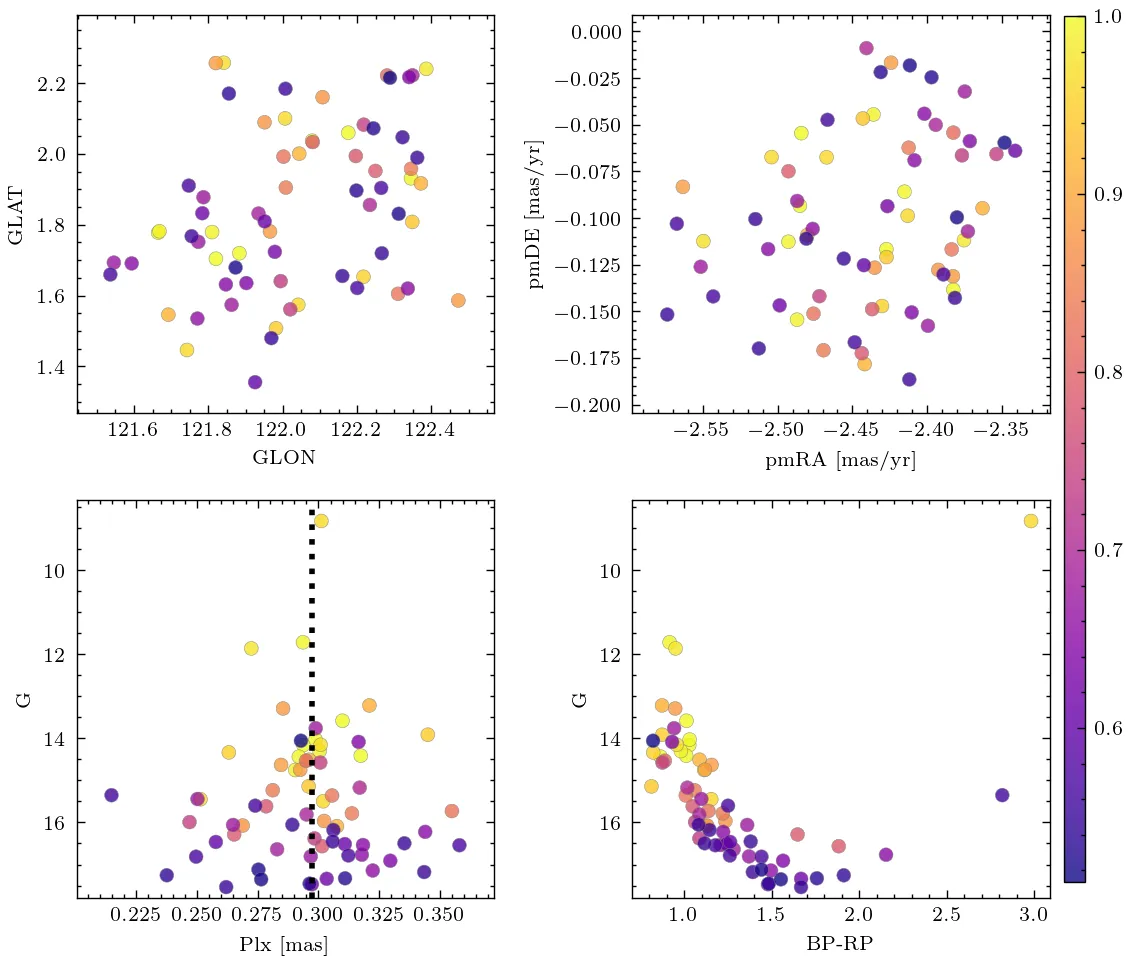 2.2
2.0
1.8
1.6
1.4
GLAT
121.6 121.8 122.0 122.2 122.4
GLON
0.000
−0.025
−0.050
−0.075
−0.100
−0.125
−0.150
−0.175
−0.200
pmDE [mas/yr]
−2.55 −2.50 −2.45 −2.40 −2.35
pmRA [mas/yr]
1.0
0.9
0.8
0.7
0.6
10
12
14
16
G
0.225 0.250 0.275 0.300 0.325 0.350
Plx [mas]
10
12
14
16
G
1.0 1.5 2.0 2.5 3.0
BP-RP